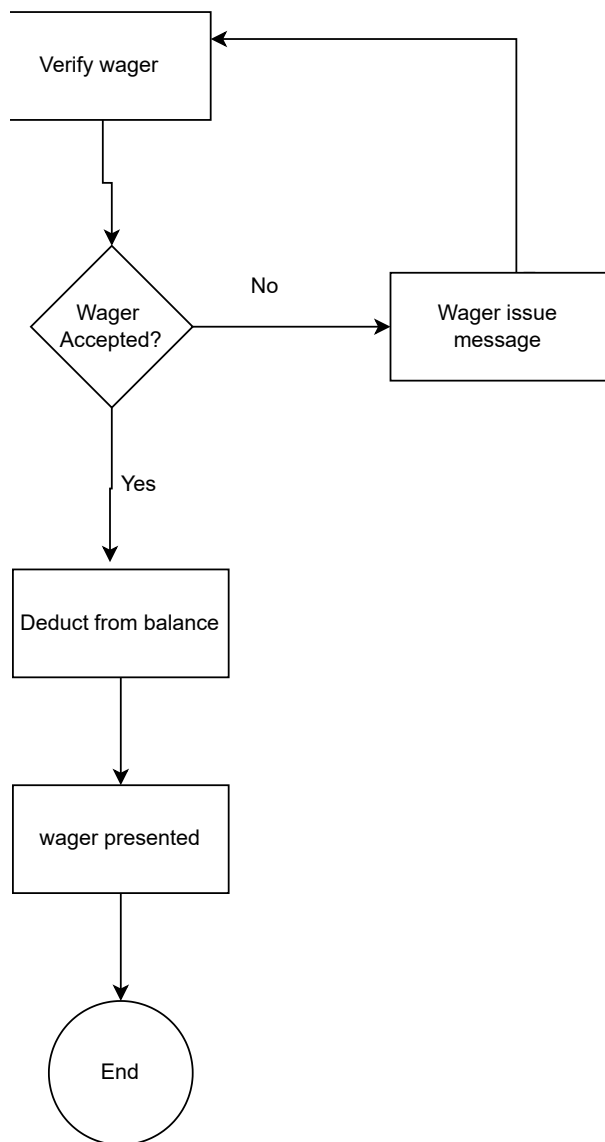 Verify wager
No
Wager
Accepted?
Wager issue
message
Yes
Deduct from balance
wager presented
End